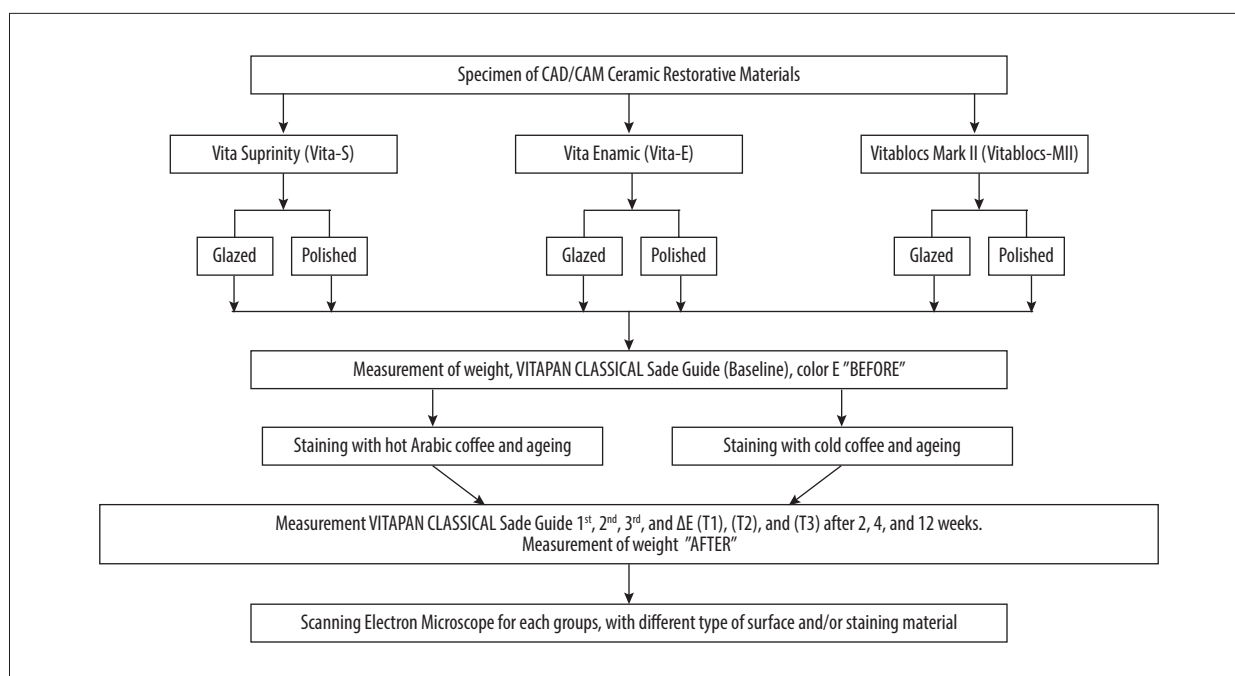 Specimen of CAD/CAM Ceramic Restorative Materials
Vita Suprinity (Vita-S)
Vita Enamic (Vita-E)
Vitablocs Mark II (Vitablocs-MII)
Glazed
Polished
Glazed
Polished
Glazed
Polished
Measurement of weight, VITAPAN CLASSICAL Sade Guide (Baseline), color E "BEFORE"
Staining with hot Arabic coffee and ageing
Staining with cold coffee and ageing
Measurement VITAPAN CLASSICAL Sade Guide 1st, 2nd, 3rd, and ΔE (T1), (T2), and (T3) after 2, 4, and 12 weeks.
Measurement of weight "AFTER"
Scanning Electron Microscope for each groups, with different type of surface and/or staining material